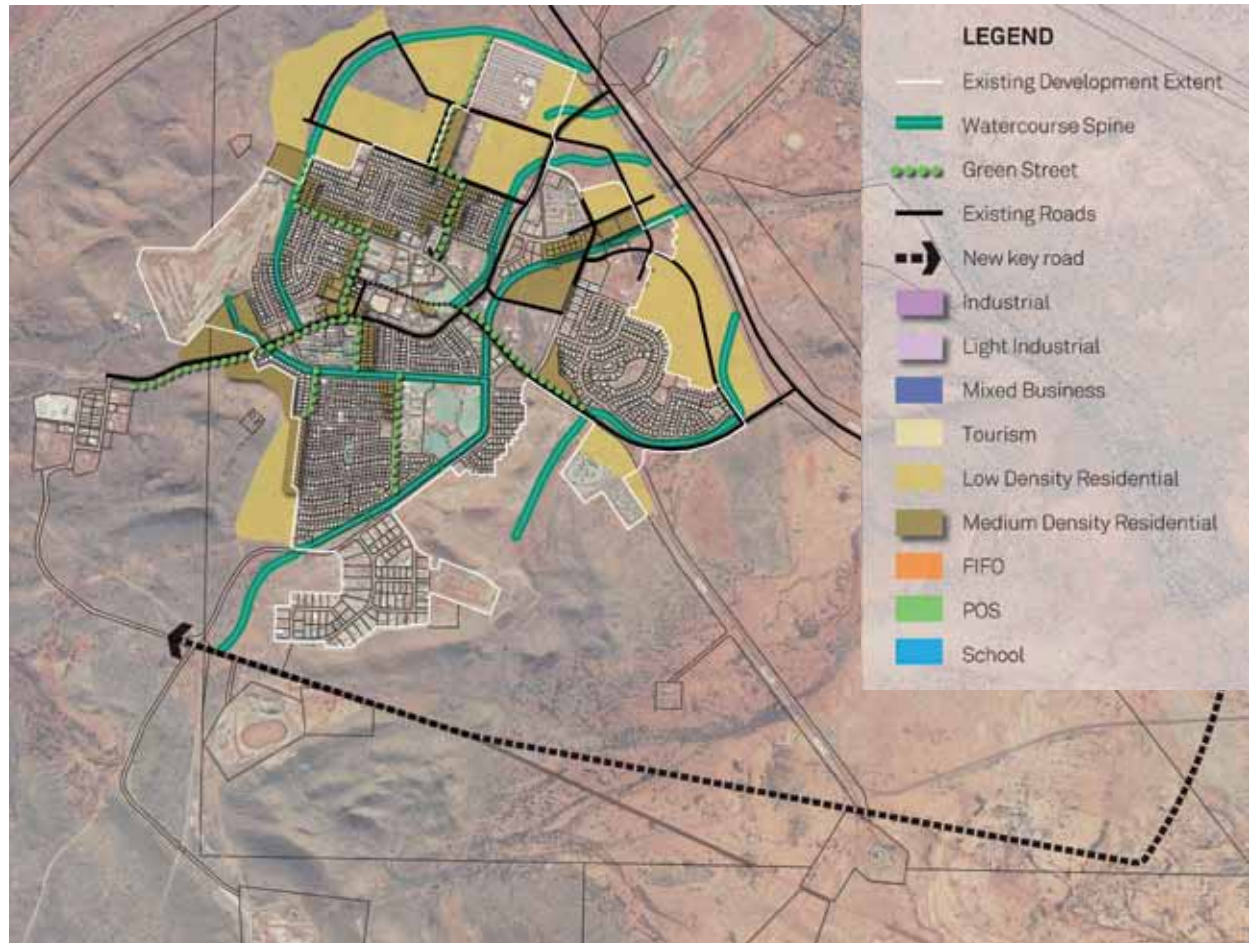 LEGEND
Existing Development Extent
Watercourse Spine
Green Street
Existing Roads
New key road
Industrial
Light Industrial
Mixed Business
Tourism
Low Density Residential
Medium Density Residential
FIFO
POS
School